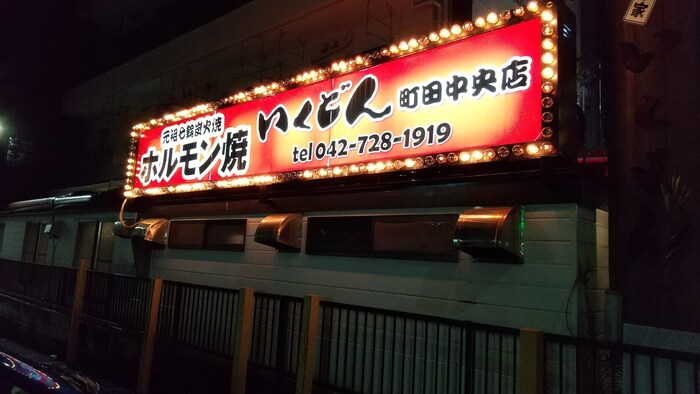 元祖七輪炭火焼
ホルモン焼
いくどん
町田中央店
tel 042-728-1919
家